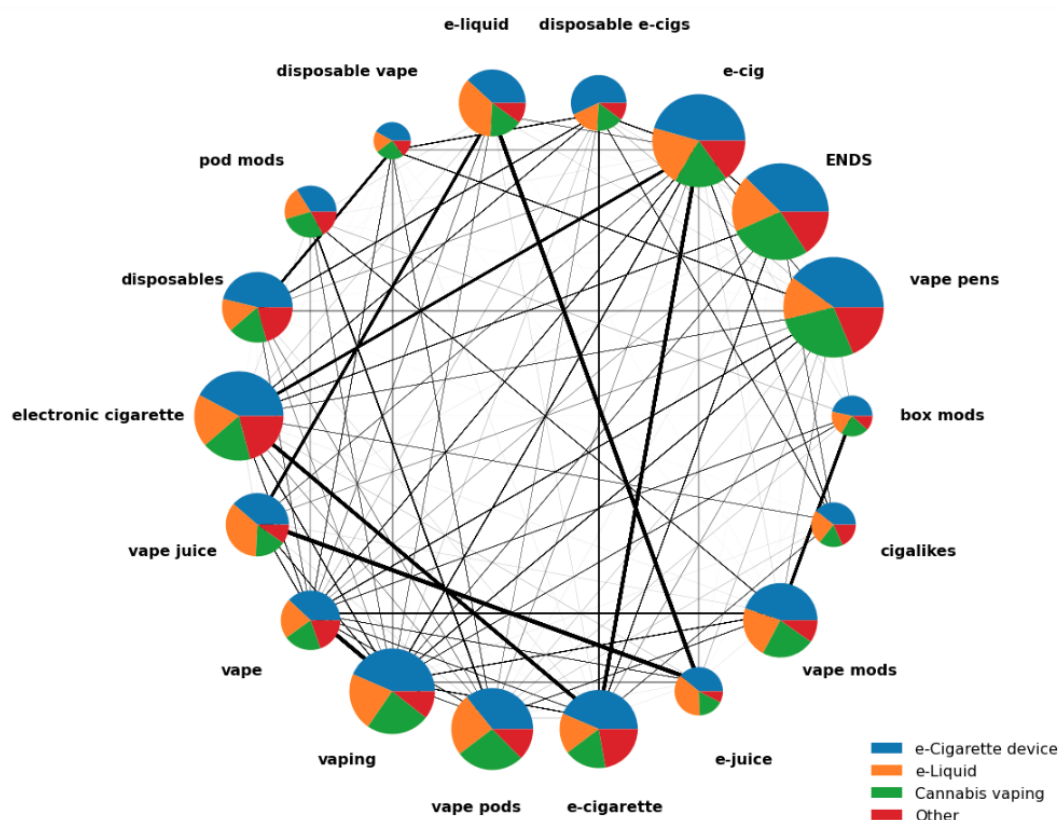 e-liquid
disposable e-cigs
disposable vape
e-cig
pod mods
ENDS
disposables
vape pens
electronic cigarette
box mods
vape juice
cigalikes
vape
vape mods
vaping
e-juice
vape pods
e-cigarette
e-Cigarette device
e-Liquid
Cannabis vaping
Other